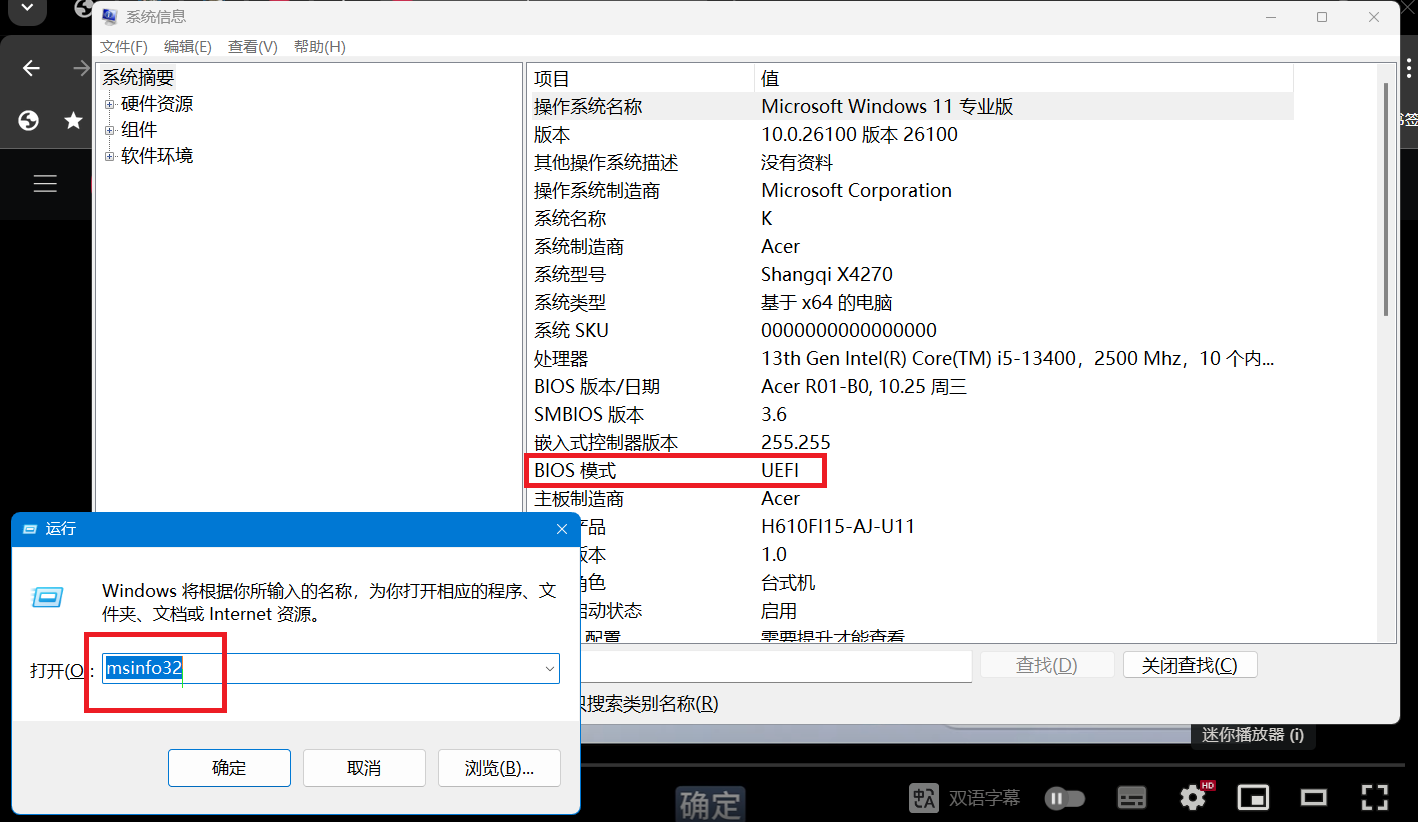 系统信息
文件(F) 编辑(E) 查看(V) 帮助(H)
系统摘要
硬件资源
组件
软件环境
项目 值
操作系统名称 Microsoft Windows 11 专业版
版本 10.0.26100 版本 26100
其他操作系统描述 没有资料
操作系统制造商 Microsoft Corporation
系统名称 K
系统制造商 Acer
系统型号 Shangqi X4270
系统类型 基于 x64 的电脑
系统 SKU 0000000000000000
处理器 13th Gen Intel(R) Core(TM) i5-13400，2500 Mhz，10 个内...
BIOS 版本/日期 Acer R01-B0, 10.25 周三
SMBIOS 版本 3.6
嵌入式控制器版本 255.255
BIOS 模式 UEFI
主板制造商 Acer
产品 H610FI15-AJ-U11
版本 1.0
角色 台式机
启动状态 启用
配置 需要提升才能查看
查找(D) 关闭查找(C)
只搜索类别名称(R)
运行
Windows 将根据你所输入的名称，为你打开相应的程序、文
件夹、文档或 Internet 资源。
打开(O): msinfo32
确定 取消 浏览(B)...
迷你播放器 (i)
确定
双语字幕
HD